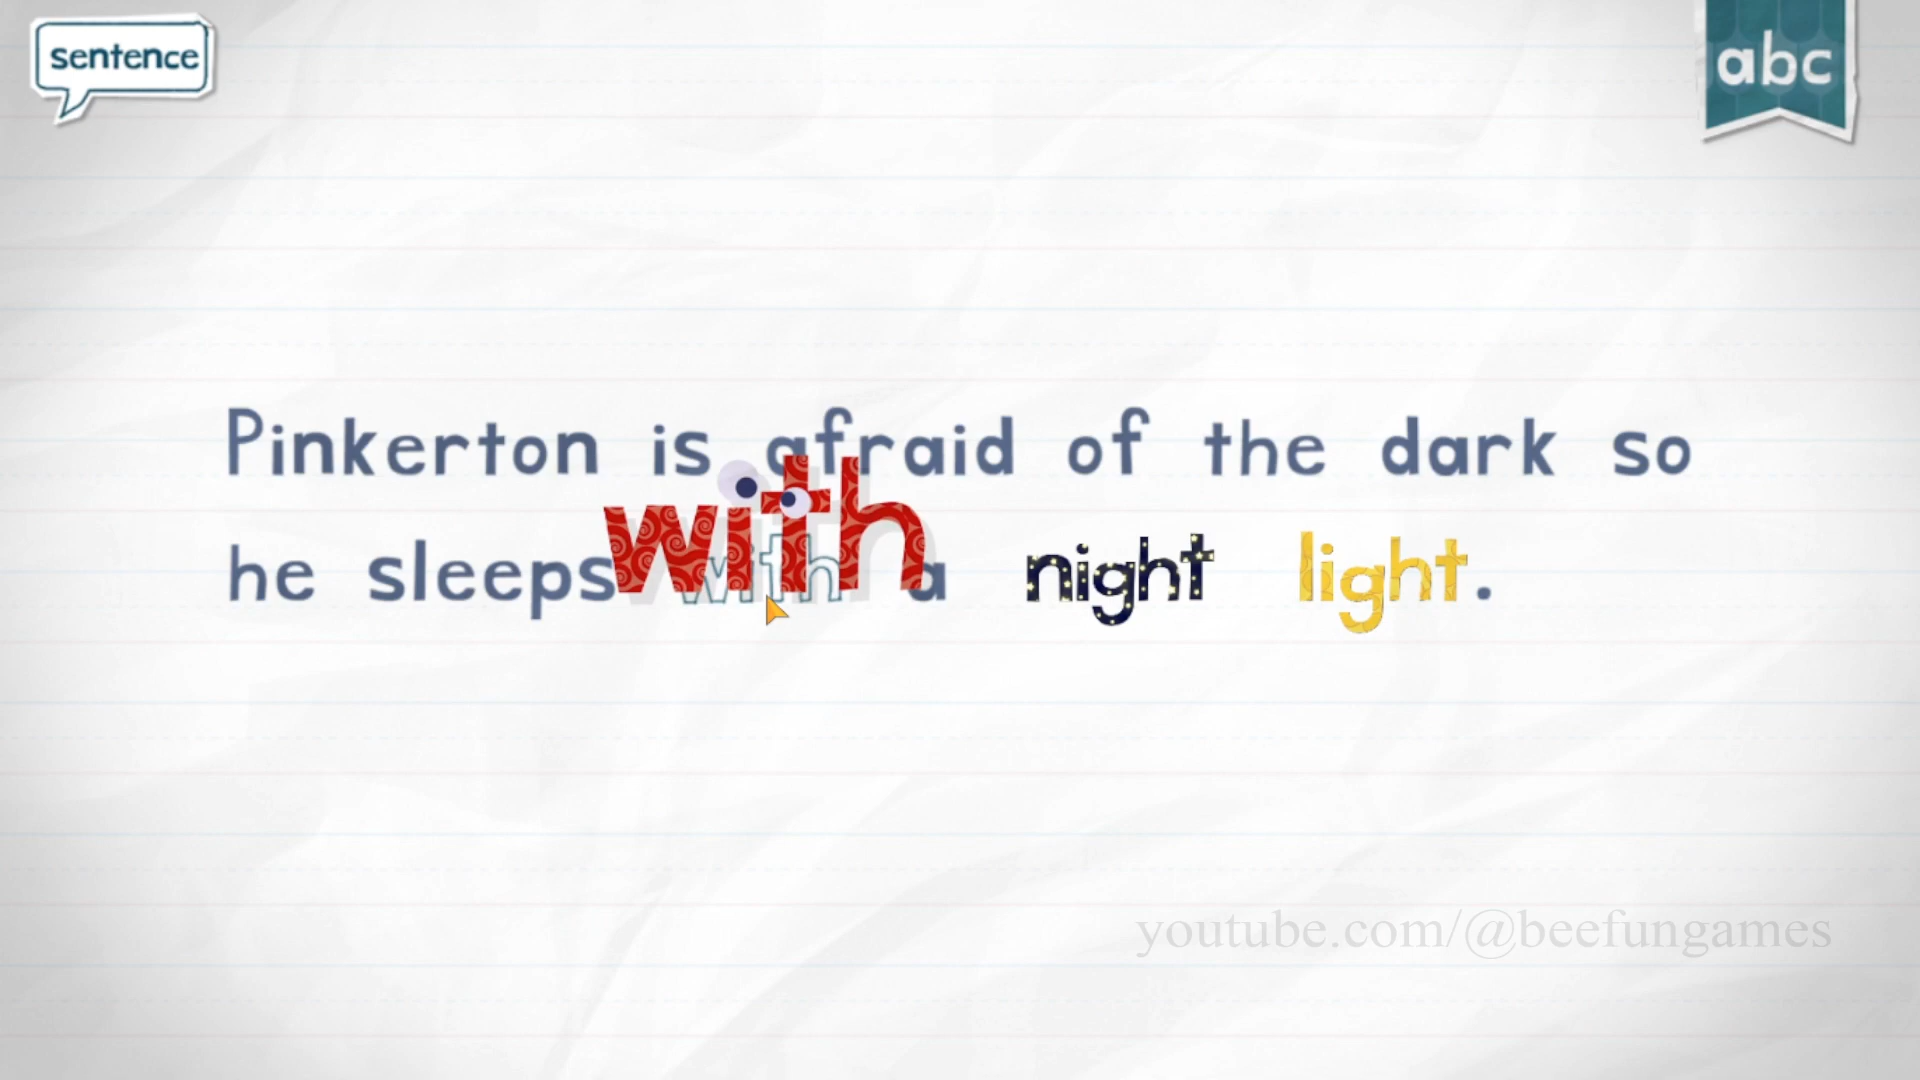 sentence
abc
Pinkerton is afraid of the dark so
he sleeps with a night light.
youtube.com/@beefungames